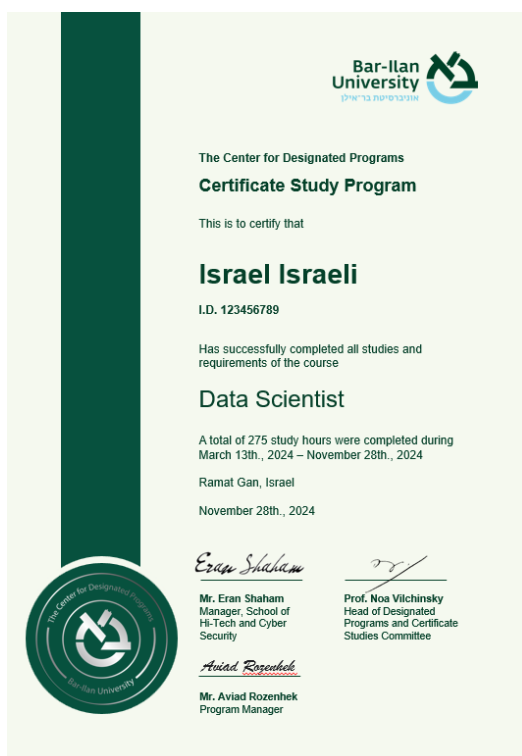 Bar-Ilan
University
אוניברסיטת בר־אילן
The Center for Designated Programs
Certificate Study Program
This is to certify that
Israel Israeli
I.D. 123456789
Has successfully completed all studies and
requirements of the course
Data Scientist
A total of 275 study hours were completed during
March 13th., 2024 – November 28th., 2024
Ramat Gan, Israel
November 28th., 2024
Eran Shaham
Mr. Eran Shaham
Manager, School of
Hi-Tech and Cyber
Security
Prof. Noa Vilchinsky
Head of Designated
Programs and Certificate
Studies Committee
Aviad Rozenhek
Mr. Aviad Rozenhek
Program Manager
The Center for Designated Programs
Bar-Ilan University